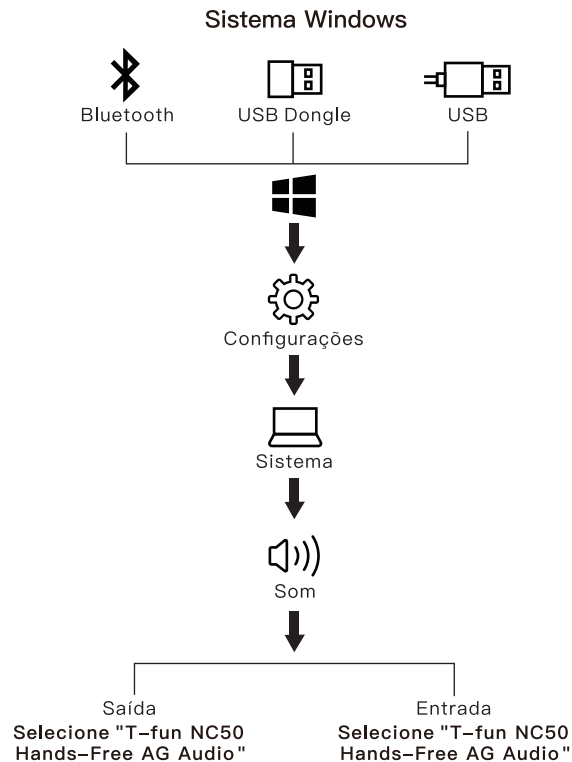 Sistema Windows
Bluetooth
USB Dongle
USB
Configurações
Sistema
Som
Saída
Selecione "T-fun NC50
Hands-Free AG Audio"
Entrada
Selecione "T-fun NC50
Hands-Free AG Audio"